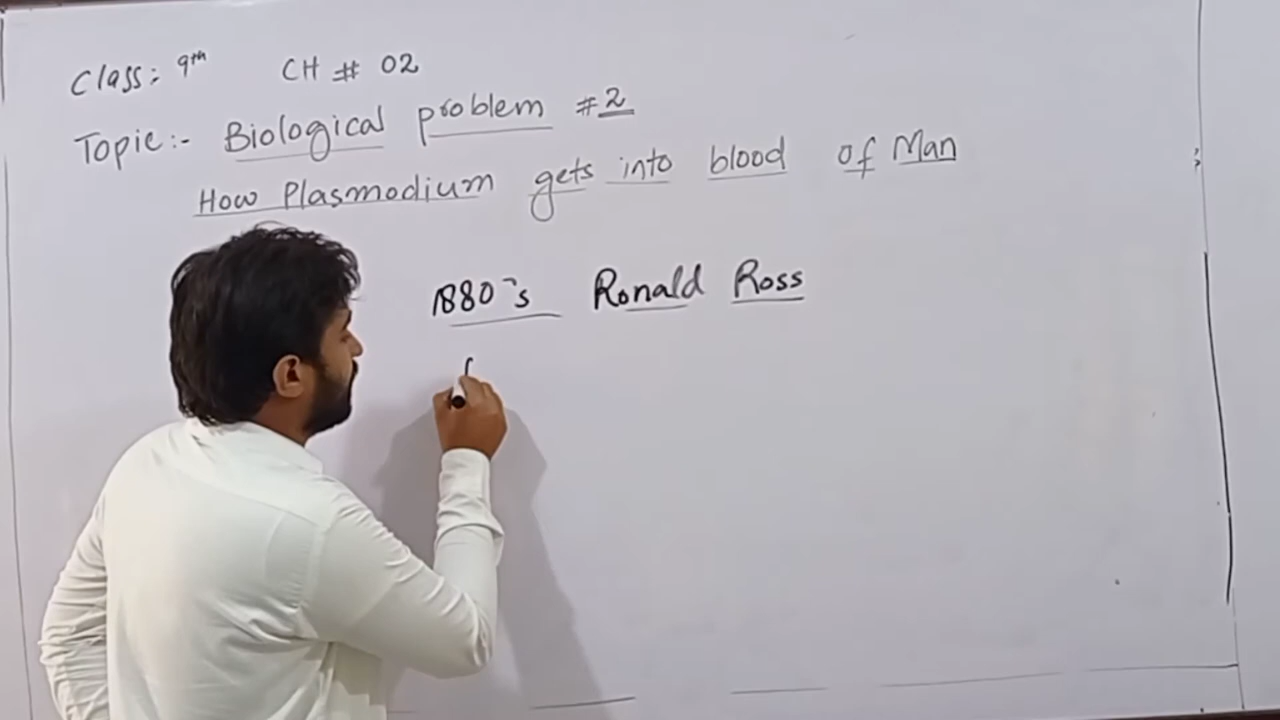 Class: 9th CH # 02
Topic:- Biological problem #2
How Plasmodium gets into blood of Man
1880's Ronald Ross